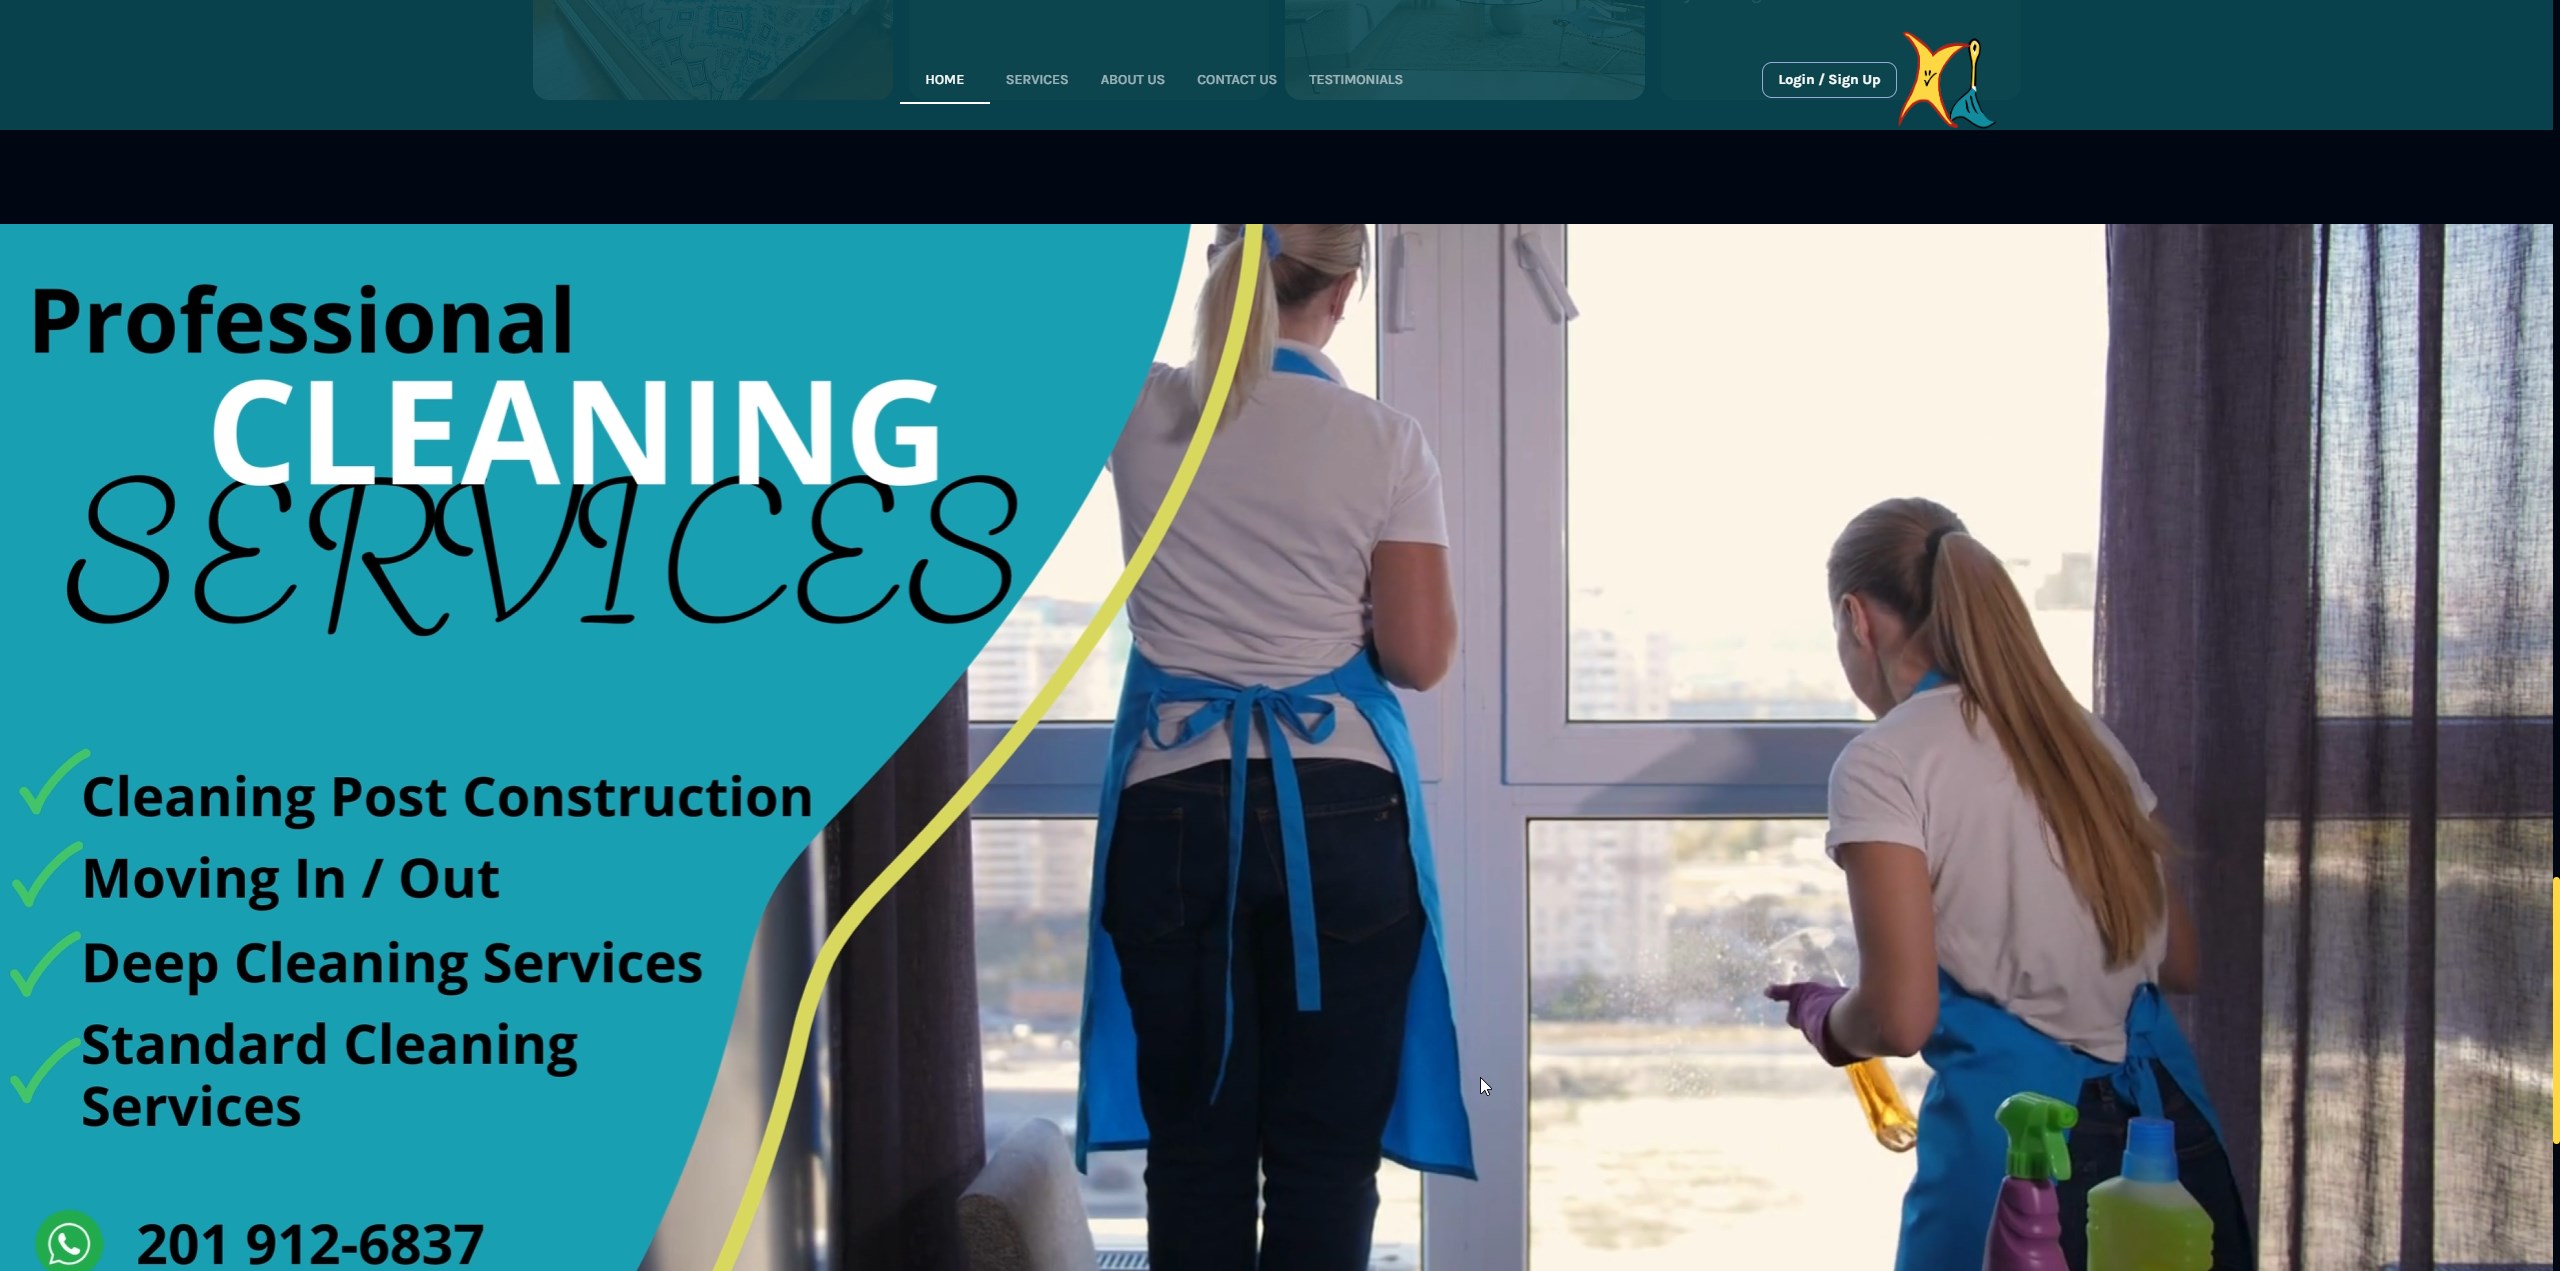 HOME SERVICES ABOUT US CONTACT US TESTIMONIALS Login / Sign Up
Professional
CLEANING
SERVICES
Cleaning Post Construction
Moving In / Out
Deep Cleaning Services
Standard Cleaning
Services
201 912-6837